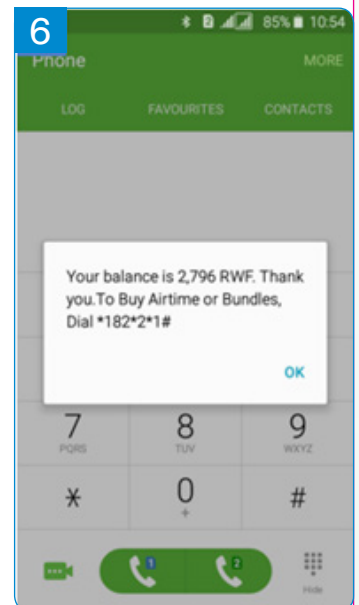 6
2 85% 10:54
Phone MORE
LOG FAVOURITES CONTACTS
Your balance is 2,796 RWF. Thank
you.To Buy Airtime or Bundles,
Dial *182*2*1#
OK
7 8 9
PQRS TUV WXYZ
* 0 #
+
1 2
Hide